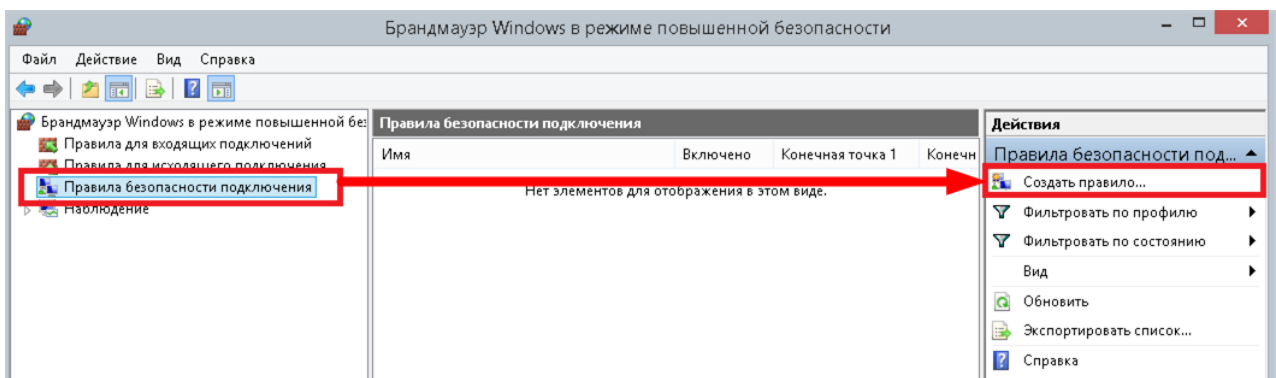 Брандмауэр Windows в режиме повышенной безопасности
Файл Действие Вид Справка
Брандмауэр Windows в режиме повышенной без
Правила для входящих подключений
Правила для исходящего подключения
Правила безопасности подключения
Наблюдение
Правила безопасности подключения
Имя Включено Конечная точка 1 Конечн
Нет элементов для отображения в этом виде.
Действия
Правила безопасности под...
Создать правило...
Фильтровать по профилю
Фильтровать по состоянию
Вид
Обновить
Экспортировать список...
Справка